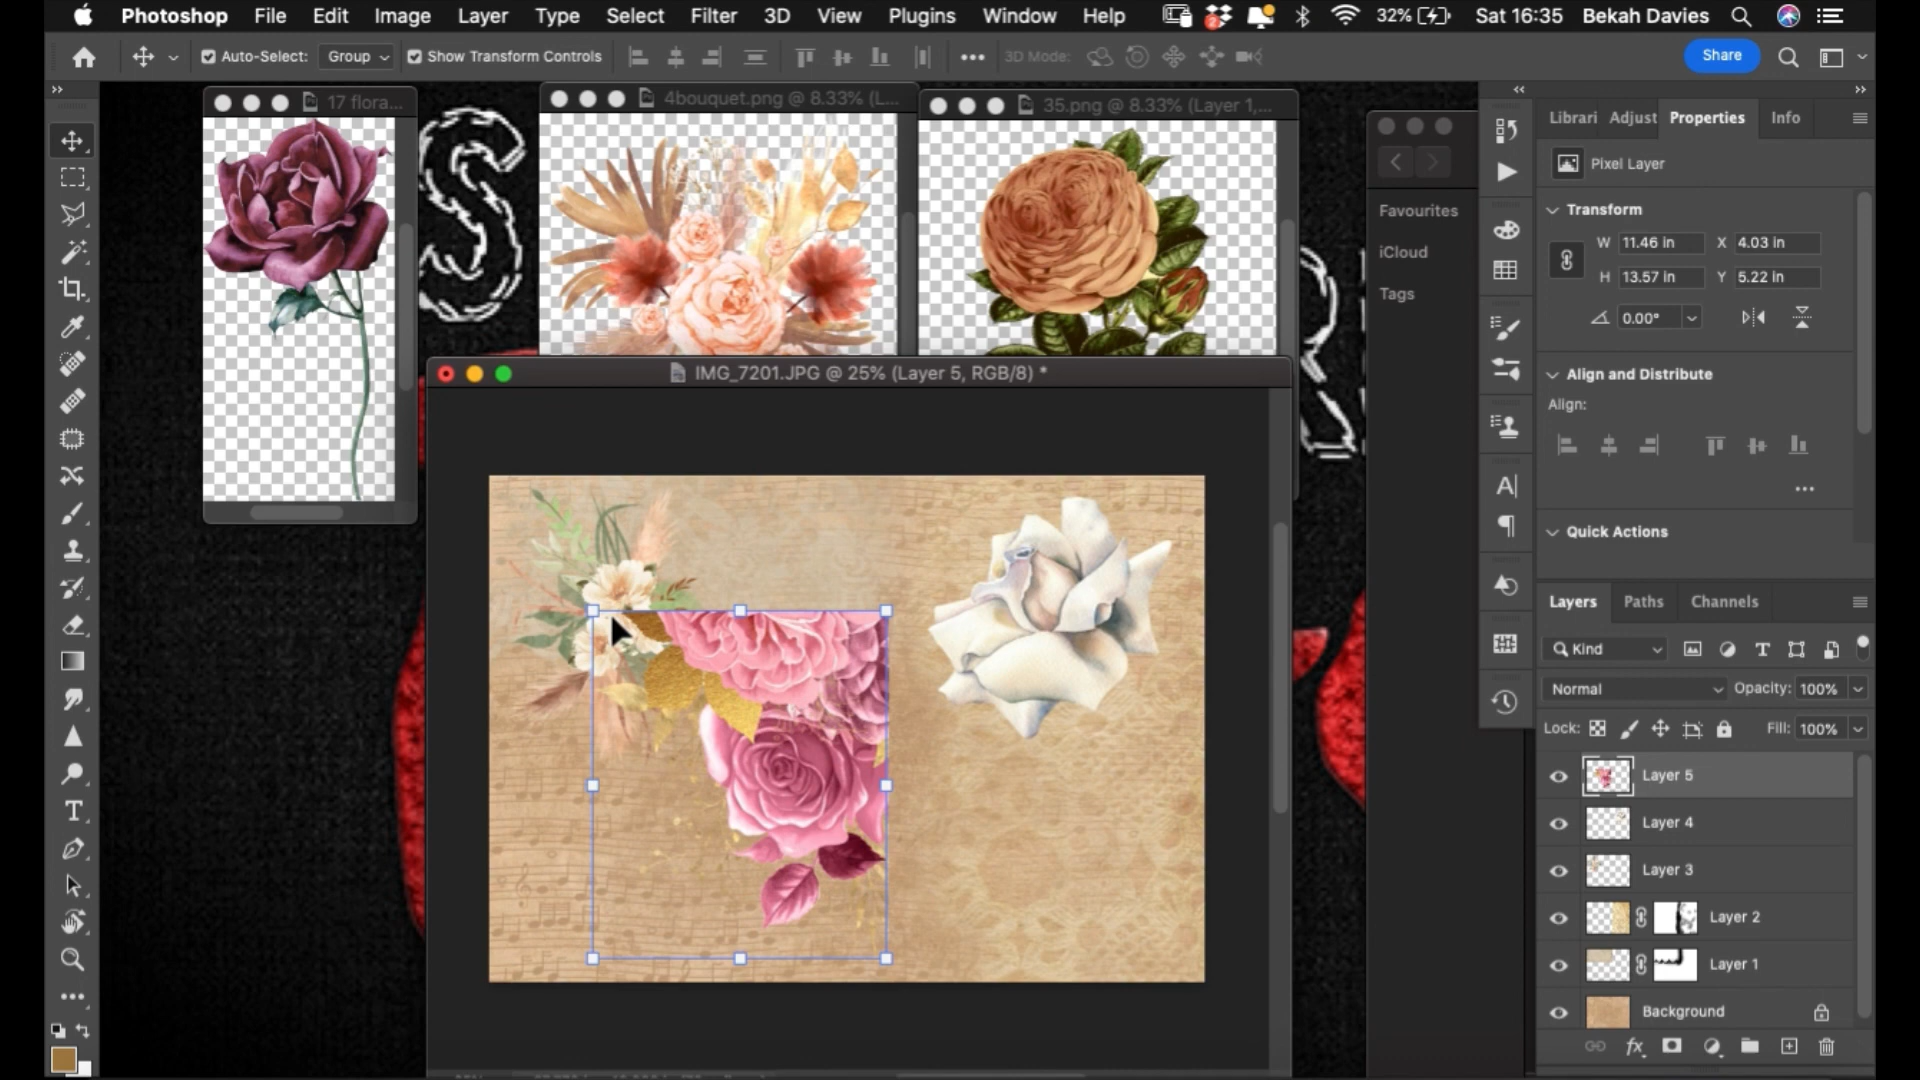 Photoshop File Edit Image Layer Type Select Filter 3D View Plugins Window Help 2 32% Sat 16:35 Bekah Davies
Auto-Select: Group Show Transform Controls 3D Mode: Share
17 flora...
4bouquet.png @ 8.33% (L...
35.png @ 8.33% (Layer 1,...
S
Favourites
iCloud
Tags
IMG_7201.JPG @ 25% (Layer 5, RGB/8) *
Librari Adjust Properties Info
Pixel Layer
Transform
W 11.46 in X 4.03 in
H 13.57 in Y 5.22 in
0.00°
Align and Distribute
Align:
Quick Actions
Layers Paths Channels
Kind
Normal Opacity: 100%
Lock: Fill: 100%
Layer 5
Layer 4
Layer 3
Layer 2
Layer 1
Background